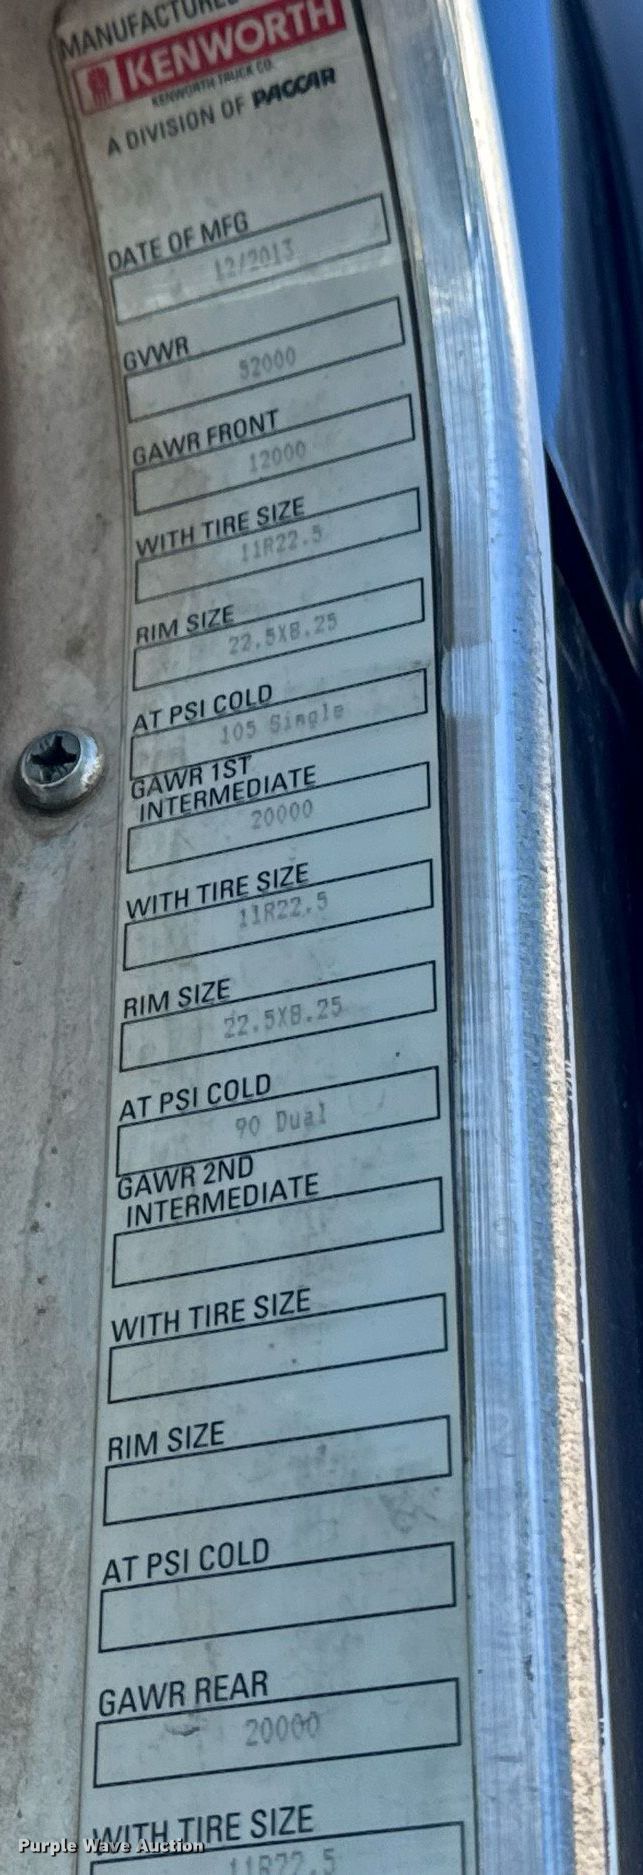 MANUFACTURE
KENWORTH
KENWORTH TRUCK CO.
A DIVISION OF PACCAR
DATE OF MFG
12/2013
GVWR
52000
GAWR FRONT
12000
WITH TIRE SIZE
11R22.5
RIM SIZE
22.5X8.25
AT PSI COLD
105 Single
GAWR 1ST
INTERMEDIATE
20000
WITH TIRE SIZE
11R22.5
RIM SIZE
22.5X8.25
AT PSI COLD
90 Dual
GAWR 2ND
INTERMEDIATE
WITH TIRE SIZE
RIM SIZE
AT PSI COLD
GAWR REAR
20000
WITH TIRE SIZE
11R22.5
Purple Wave Auction